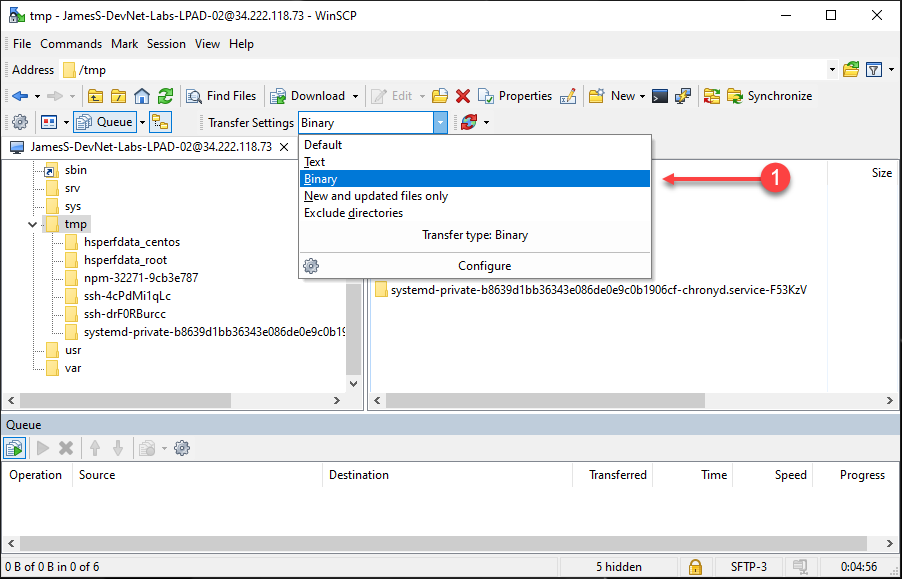 tmp - JamesS-DevNet-Labs-LPAD-02@34.222.118.73 - WinSCP
File Commands Mark Session View Help
Address /tmp
Find Files Download Edit Properties New Synchronize
Queue Transfer Settings Binary
JamesS-DevNet-Labs-LPAD-02@34.222.118.73
Default
Text
Binary
New and updated files only
Exclude directories
Transfer type: Binary
Configure
1
Size
sbin
srv
sys
tmp
hsperfdata_centos
hsperfdata_root
npm-32271-9cb3e787
ssh-4cPdMi1qLc
ssh-drF0RBurcc
systemd-private-b8639d1bb36343e086de0e9c0b19
usr
var
systemd-private-b8639d1bb36343e086de0e9c0b1906cf-chronyd.service-F53KzV
Queue
Operation Source Destination Transferred Time Speed Progress
0 B of 0 B in 0 of 6 5 hidden SFTP-3 0:04:56